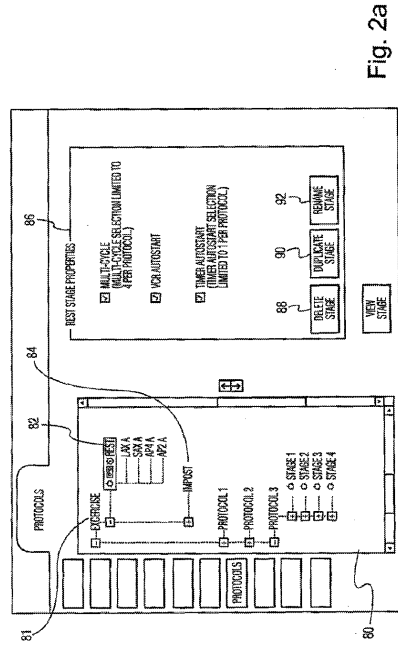 PROTOCOLS
81
82
84
86
EXCERCISE
REST
LAX A
SAX A
AP4 A
AP2 A
IMPOST
PROTOCOL 1
PROTOCOL 2
PROTOCOL 3
STAGE 1
STAGE 2
STAGE 3
STAGE 4
PROTOCOLS
80
REST STAGE PROPERTIES
MULTI-CYCLE
(MULTI-CYCLE SELECTION LIMITED TO
4 PER PROTOCOL.)
VCR AUTOSTART
TIMER AUTOSTART
(TIMER AUTOSTART SELECTION
LIMITED TO 1 PER PROTOCOL.)
88
90
92
DELETE
STAGE
DUPLICATE
STAGE
RENAME
STAGE
VIEW
STAGE
Fig. 2a